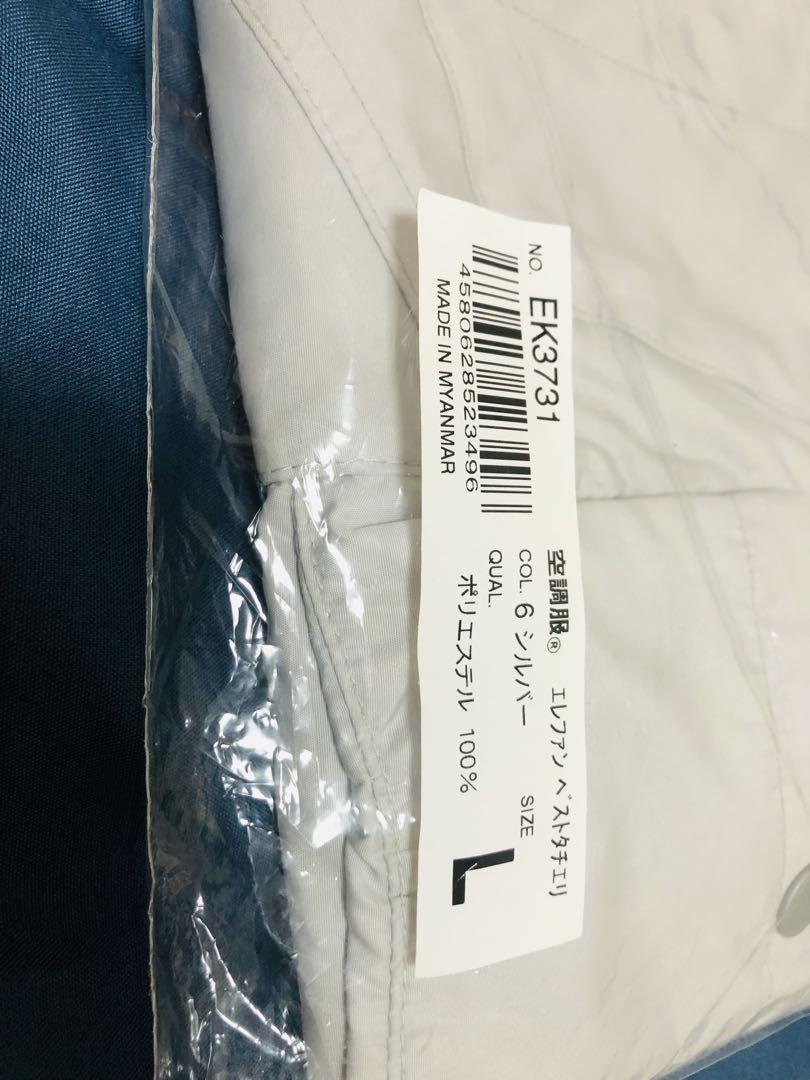 NO. EK3731
4580628523496
MADE IN MYANMAR
空調服® エレファン ベストタチエリ
COL. 6 シルバー SIZE L
QUAL.
ポリエステル 100%